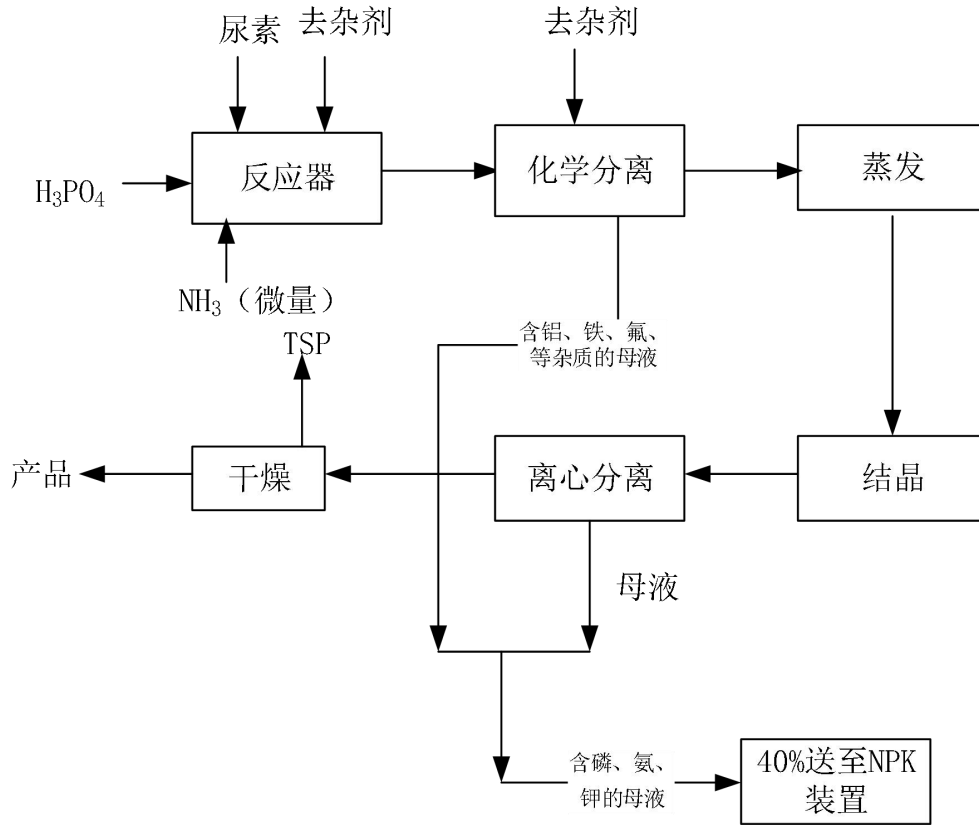 尿素
去杂剂
去杂剂
H₃PO₄
反应器
化学分离
蒸发
NH₃（微量）
TSP
含铝、铁、氟、
等杂质的母液
产品
干燥
离心分离
结晶
母液
含磷、氨、
钾的母液
40%送至NPK
装置